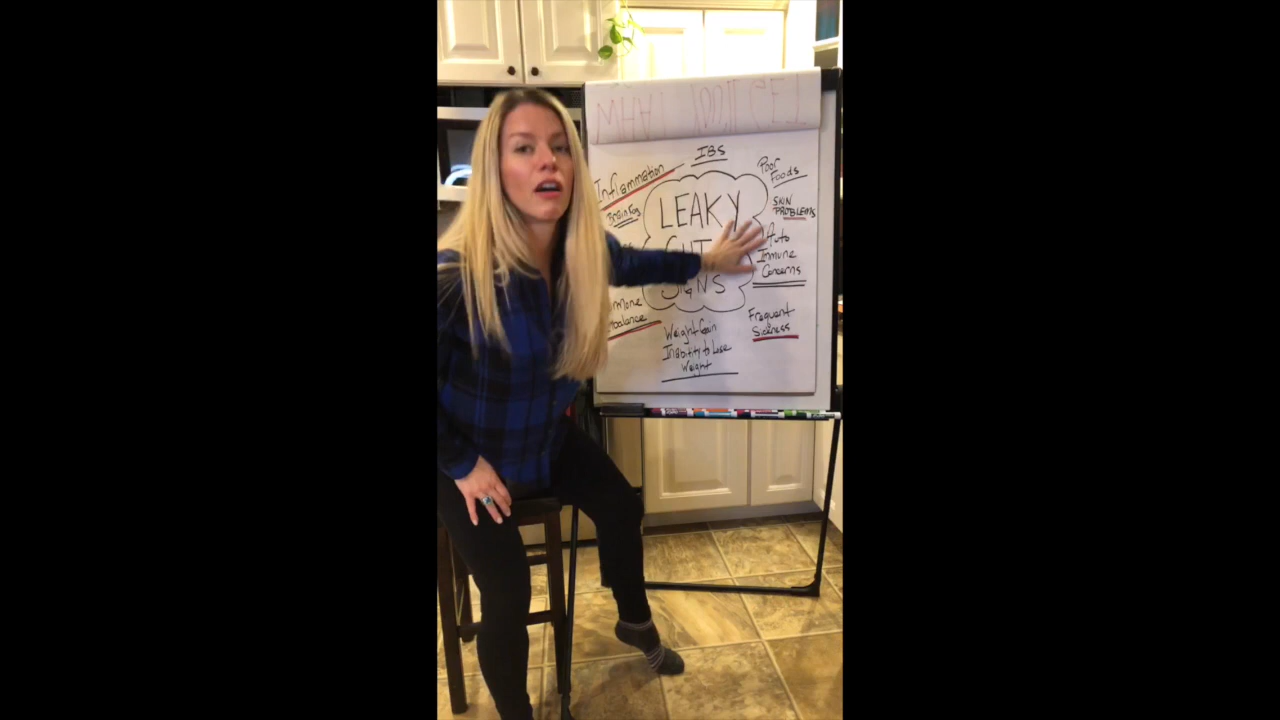 IBS
Inflammation
Poor
Foods
Brain Fog
SKIN
PROBLEMS
LEAKY
Auto
Immune
Concerns
SIGNS
Frequent
Sickness
Weight Gain
Inability to Lose
Weight